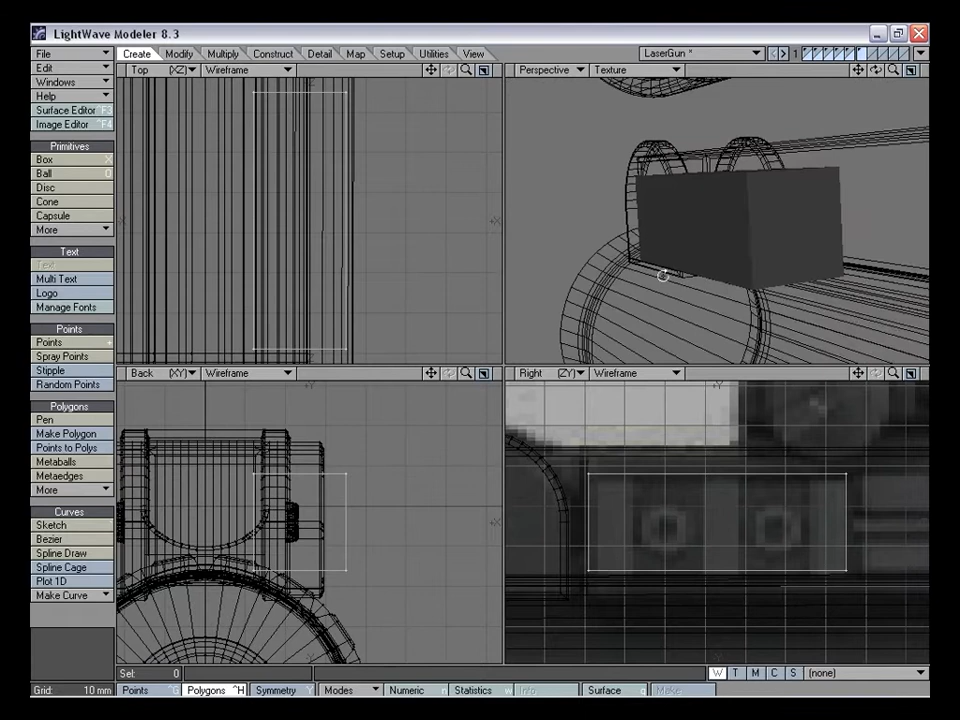 LightWave Modeler 8.3
File Create Modify Multiply Construct Detail Map Setup Utilities View LaserGun * 1
Edit Top (XZ) Wireframe Perspective Texture
Windows
Help
Surface Editor F3
Image Editor ^F4
Primitives
Box X
Ball O
Disc
Cone
Capsule
More
Text
Text
Multi Text
Logo
Manage Fonts
Points
Points +
Spray Points
Stipple
Random Points
Back (XY) Wireframe Right (ZY) Wireframe
Polygons
Pen
Make Polygon
Points to Polys
Metaballs
Metaedges
More
Curves
Sketch
Bezier
Spline Draw
Spline Cage
Plot 1D
Make Curve
Sel: 0 W T M C S (none)
Grid: 10 mm Points ^G Polygons ^H Symmetry Y Modes Numeric n Statistics w Info Surface q Make